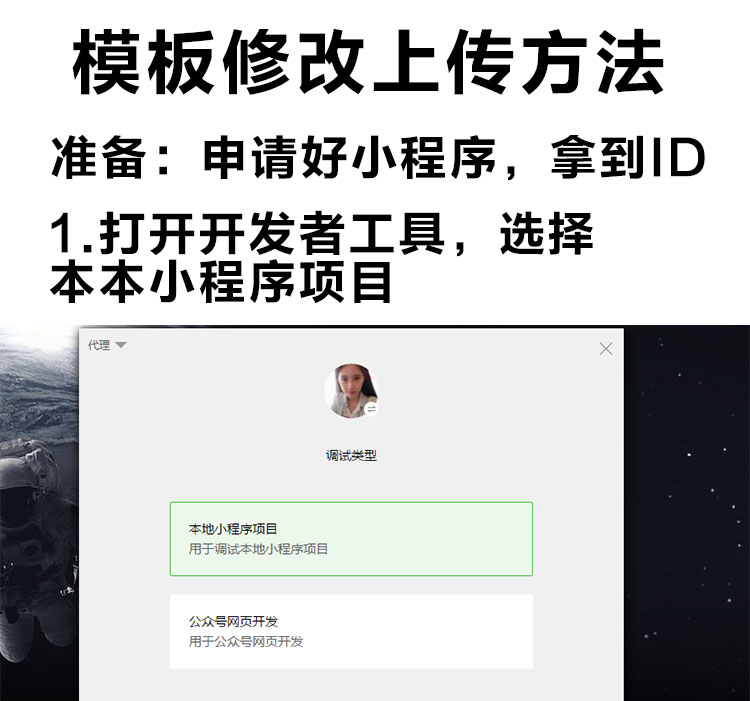 模板修改上传方法
准备：申请好小程序，拿到ID
1.打开开发者工具，选择
本本小程序项目
代理
调试类型
本地小程序项目
用于调试本地小程序项目
公众号网页开发
用于公众号网页开发